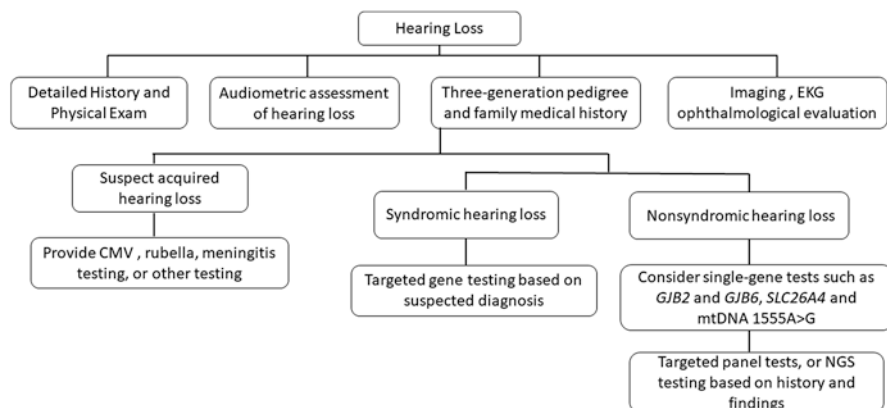 Hearing Loss
Detailed History and
Physical Exam
Audiometric assessment
of hearing loss
Three-generation pedigree
and family medical history
Imaging , EKG
ophthalmological evaluation
Suspect acquired
hearing loss
Provide CMV , rubella, meningitis
testing, or other testing
Syndromic hearing loss
Targeted gene testing based on
suspected diagnosis
Nonsyndromic hearing loss
Consider single-gene tests such as
GJB2 and GJB6, SLC26A4 and
mtDNA 1555A>G
Targeted panel tests, or NGS
testing based on history and
findings